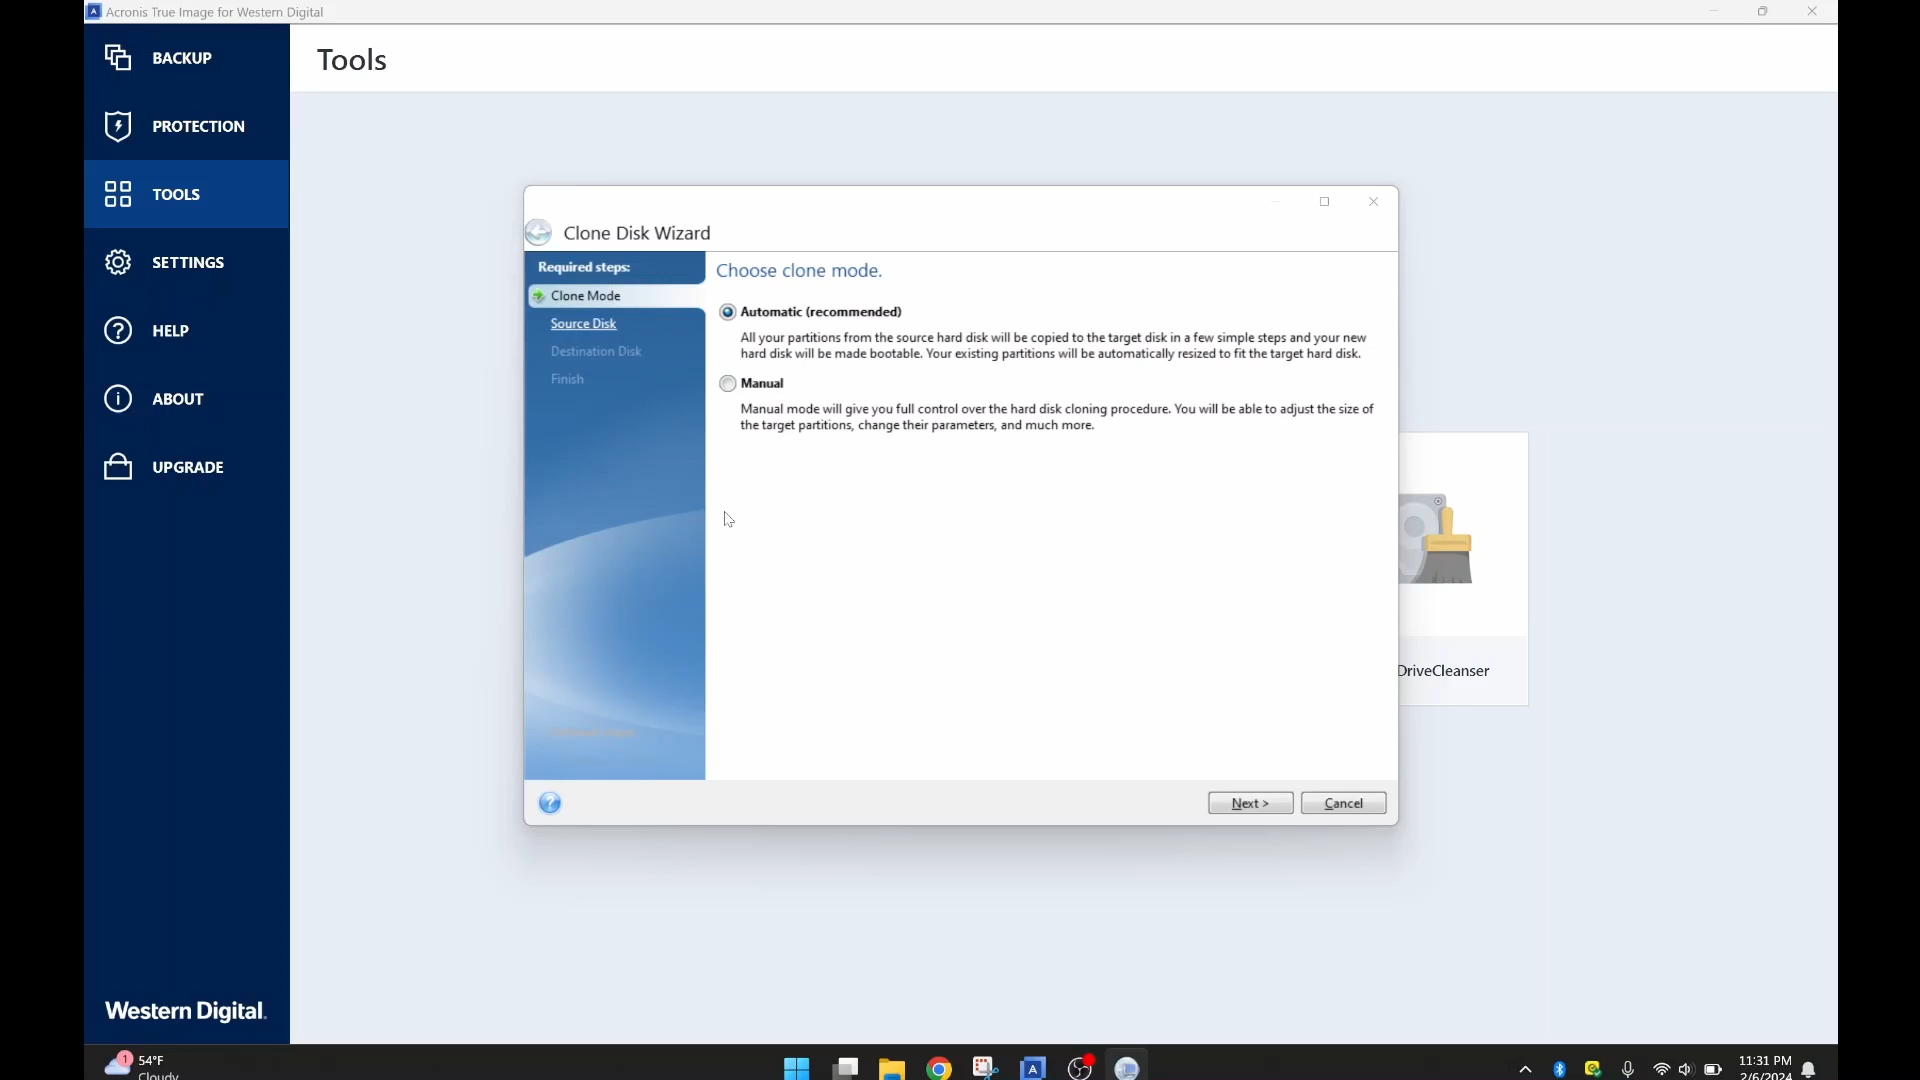 Acronis True Image for Western Digital
BACKUP
PROTECTION
TOOLS
SETTINGS
HELP
ABOUT
UPGRADE
Western Digital.
Tools
Clone Disk Wizard
Required steps:
Clone Mode
Source Disk
Destination Disk
Finish
Choose clone mode.
Automatic (recommended)
All your partitions from the source hard disk will be copied to the target disk in a few simple steps and your new
hard disk will be made bootable. Your existing partitions will be automatically resized to fit the target hard disk.
Manual
Manual mode will give you full control over the hard disk cloning procedure. You will be able to adjust the size of
the target partitions, change their parameters, and much more.
Next >
Cancel
DriveCleanser
1
54°F
Cloudy
11:31 PM
2/6/2024